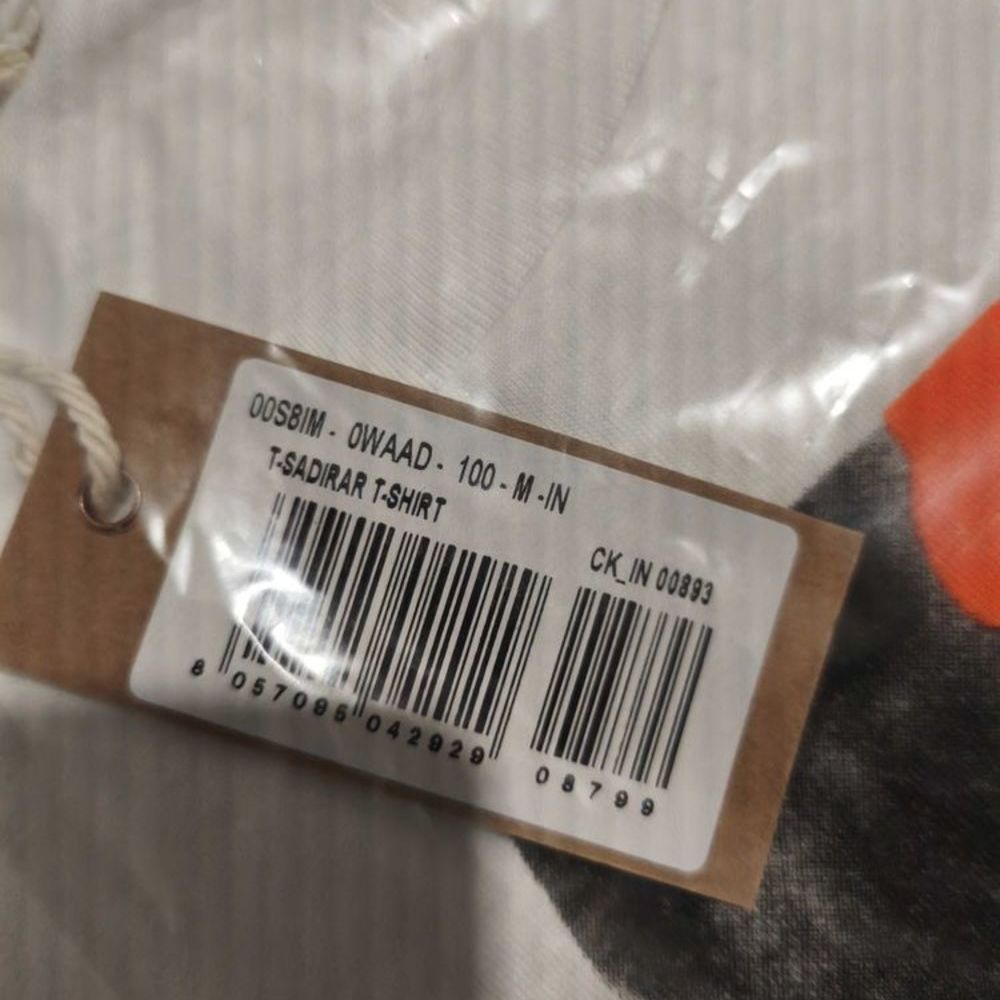 00S8IM - 0WAAD - 100 - M -IN
T-SADIRAR T-SHIRT
CK_IN 00893
8 057095 042929
08799